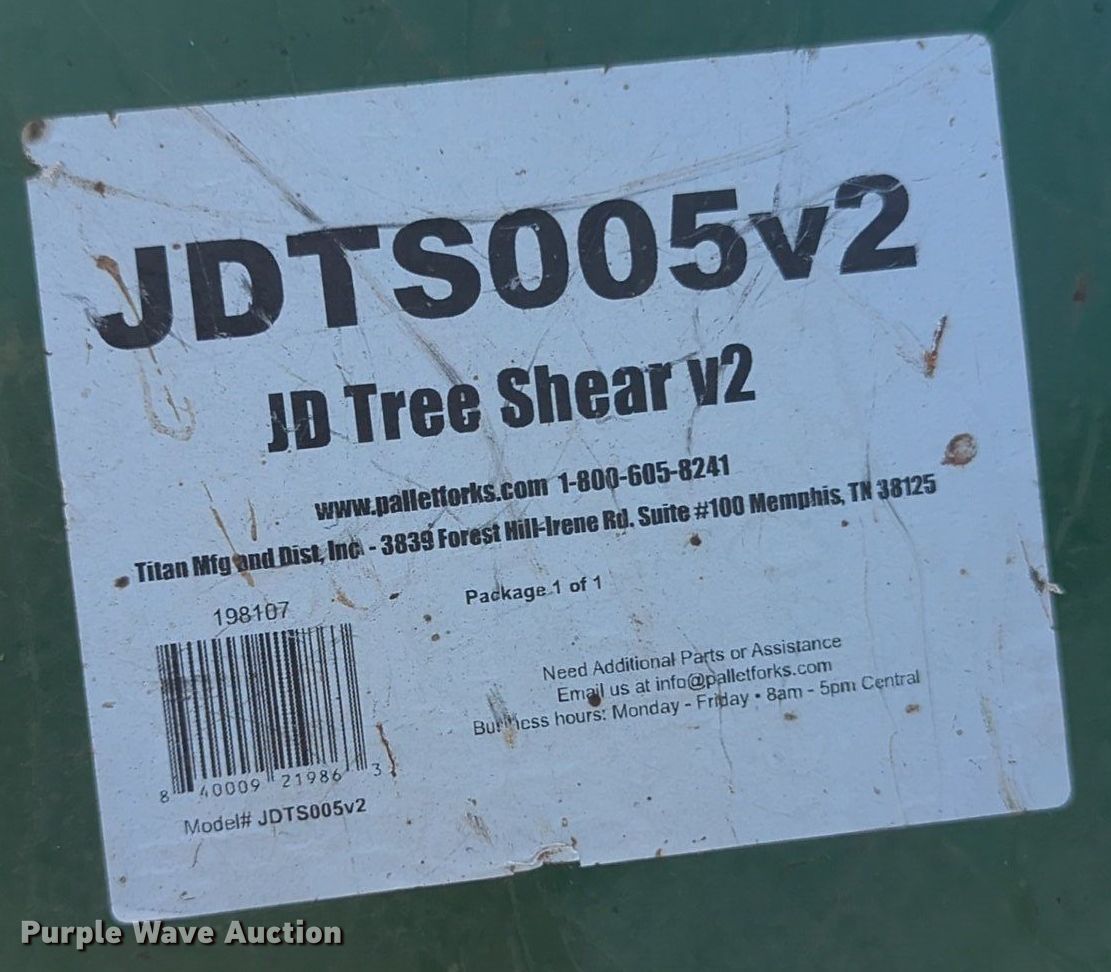 JDTS005v2
JD Tree Shear v2
www.palletforks.com 1-800-605-8241
Titan Mfg and Dist, Inc - 3839 Forest Hill-Irene Rd. Suite #100 Memphis, TN 38125
Package 1 of 1
198107
8 40009 21986 3
Model# JDTS005v2
Need Additional Parts or Assistance
Email us at info@palletforks.com
Business hours: Monday - Friday • 8am - 5pm Central
Purple Wave Auction